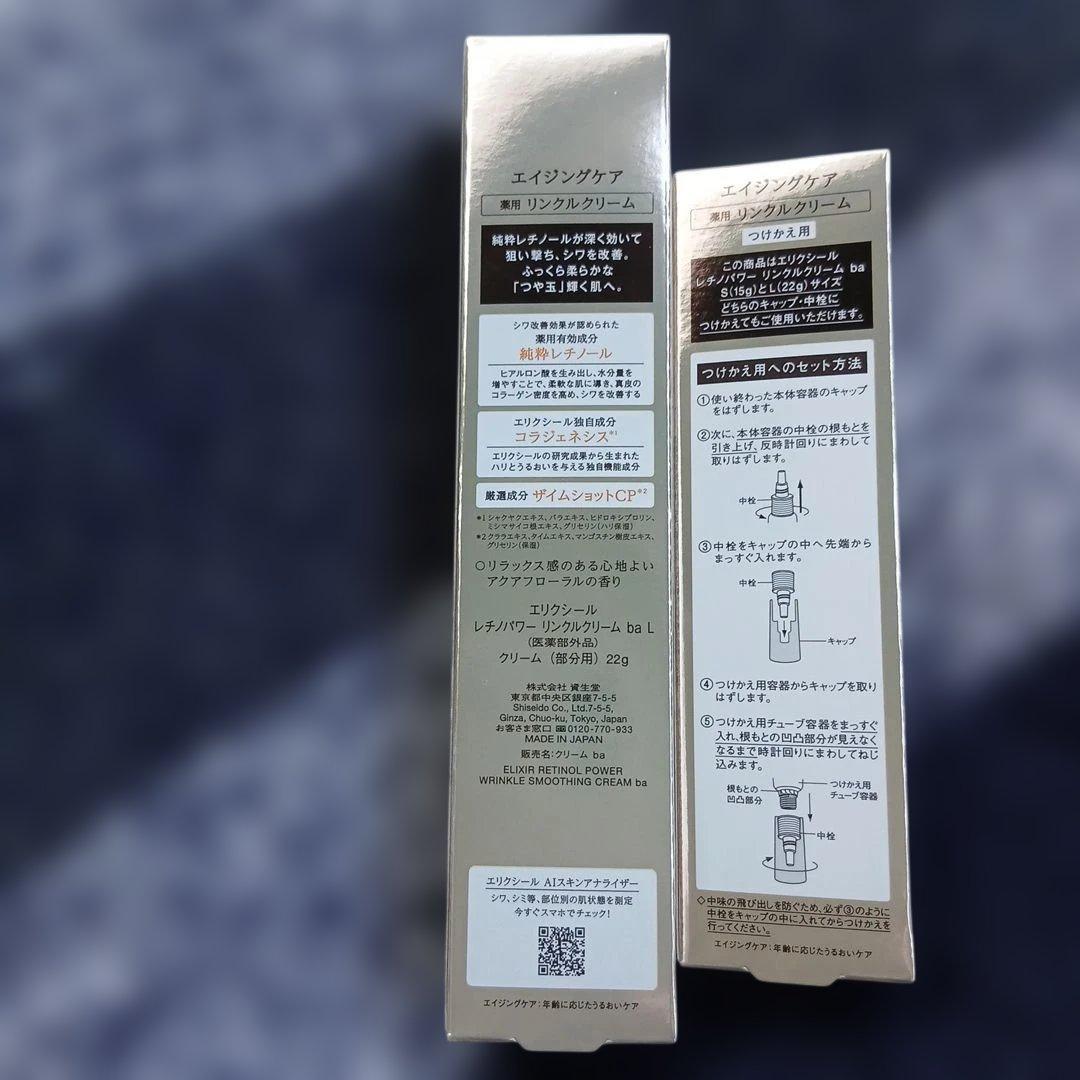 エイジングケア
薬用 リンクルクリーム
純粋レチノールが深く効いて
狙い撃ち、シワを改善。
ふっくら柔らかな
「つや玉」輝く肌へ。
シワ改善効果が認められた
薬用有効成分
純粋レチノール
ヒアルロン酸を生み出し、水分量を
増やすことで、柔軟な肌に導き、真皮の
コラーゲン密度を高め、シワを改善する
エリクシール独自成分
コラジェネシス*1
エリクシールの研究成果から生まれた
ハリとうるおいを与える独自機能成分
厳選成分 ザイムショットCP*2
*1 シャクヤクエキス、バラエキス、ヒドロキシプロリン、
ミシマサイコ根エキス、グリセリン(ハリ保湿)
*2 クララエキス、タイムエキス、マンゴスチン樹皮エキス、
グリセリン(保湿)
○リラックス感のある心地よい
アクアフローラルの香り
エリクシール
レチノパワー リンクルクリーム ba L
(医薬部外品)
クリーム(部分用) 22g
株式会社 資生堂
東京都中央区銀座7-5-5
Shiseido Co., Ltd.7-5-5,
Ginza, Chuo-ku, Tokyo, Japan
お客さま窓口 0120-770-933
MADE IN JAPAN
販売名:クリーム ba
ELIXIR RETINOL POWER
WRINKLE SMOOTHING CREAM ba
エリクシール AIスキンアナライザー
シワ、シミ等、部位別の肌状態を測定
今すぐスマホでチェック!
エイジングケア:年齢に応じたうるおいケア
エイジングケア
薬用 リンクルクリーム
つけかえ用
この商品はエリクシール
レチノパワー リンクルクリーム ba
S(15g)とL(22g)サイズ
どちらのキャップ・中栓に
つけかえてもご使用いただけます。
つけかえ用へのセット方法
①使い終わった本体容器のキャップ
をはずします。
②次に、本体容器の中栓の根もとを
引き上げ、反時計回りにまわして
取りはずします。
中栓
③中栓をキャップの中へ先端から
まっすぐ入れます。
中栓
キャップ
④つけかえ用容器からキャップを取り
はずします。
⑤つけかえ用チューブ容器をまっすぐ
入れ、根もとの凹凸部分が見えなく
なるまで時計回りにまわしてねじ
込みます。
根もとの
凹凸部分
つけかえ用
チューブ容器
中栓
◇中味の飛び出しを防ぐため、必ず③のように
中栓をキャップの中に入れてからつけかえを
行ってください。
エイジングケア:年齢に応じたうるおいケア